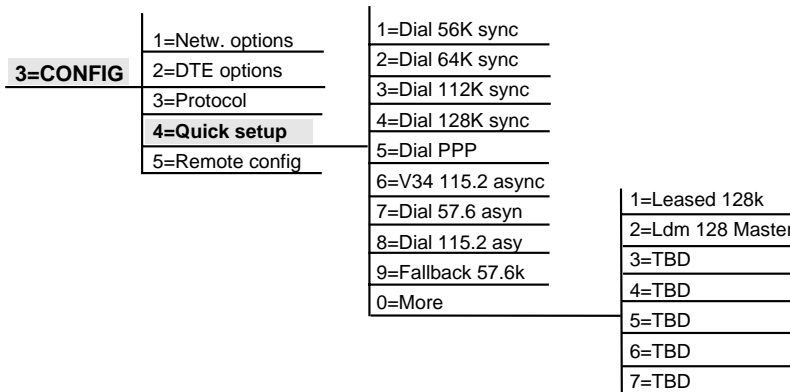 3=CONFIG
1=Netw. options
2=DTE options
3=Protocol
4=Quick setup
5=Remote config
1=Dial 56K sync
2=Dial 64K sync
3=Dial 112K sync
4=Dial 128K sync
5=Dial PPP
6=V34 115.2 async
7=Dial 57.6 asyn
8=Dial 115.2 asy
9=Fallback 57.6k
0=More
1=Leased 128k
2=Ldm 128 Master
3=TBD
4=TBD
5=TBD
6=TBD
7=TBD